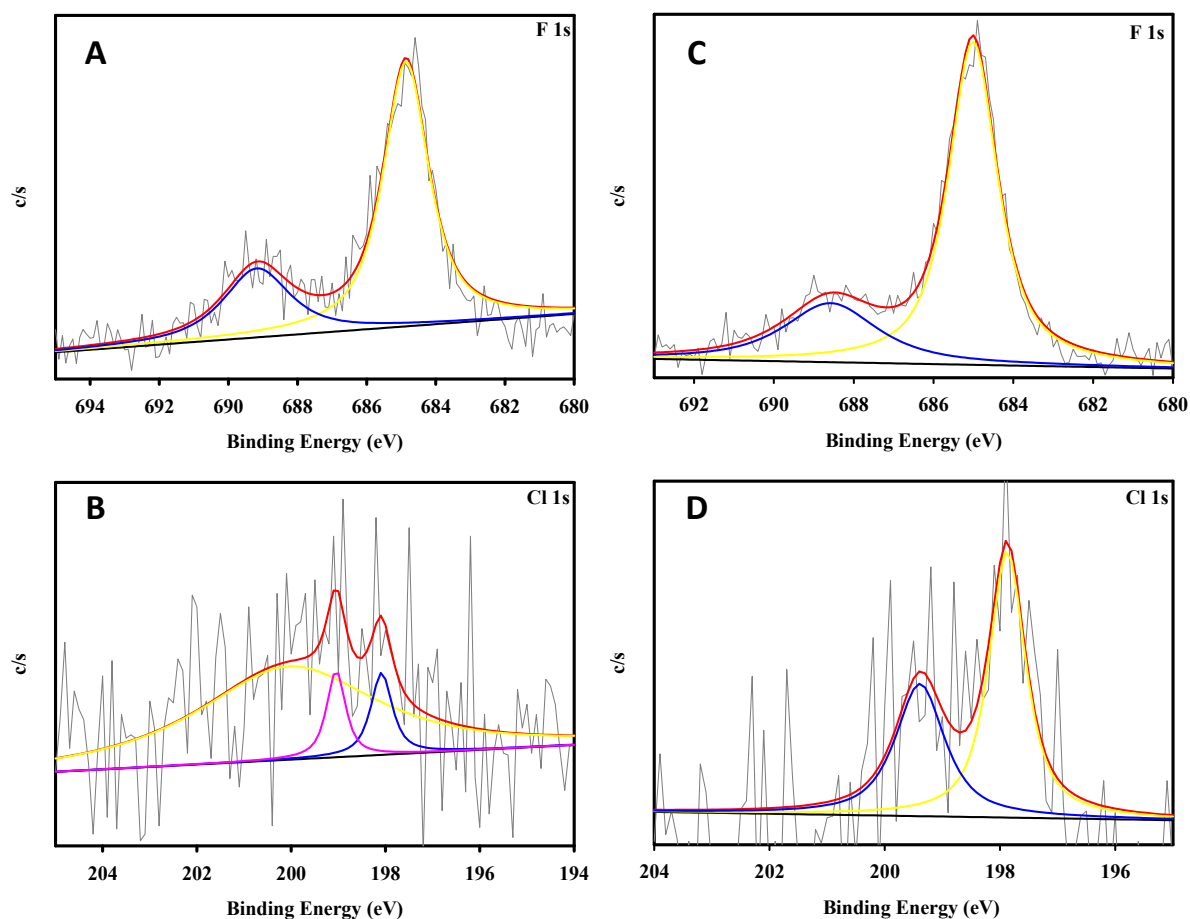 A
F 1s
c/s
694 692 690 688 686 684 682 680
Binding Energy (eV)
C
F 1s
c/s
692 690 688 686 684 682 680
Binding Energy (eV)
B
Cl 1s
c/s
204 202 200 198 196 194
Binding Energy (eV)
D
Cl 1s
c/s
204 202 200 198 196
Binding Energy (eV)